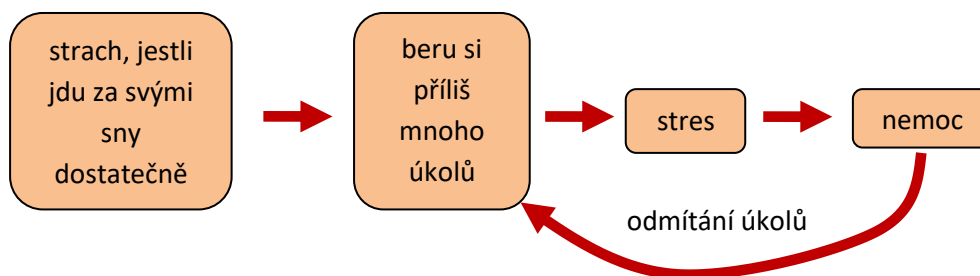 strach, jestli
jdu za svými
sny
dostatečně
beru si
příliš
mnoho
úkolů
stres
nemoc
odmítání úkolů